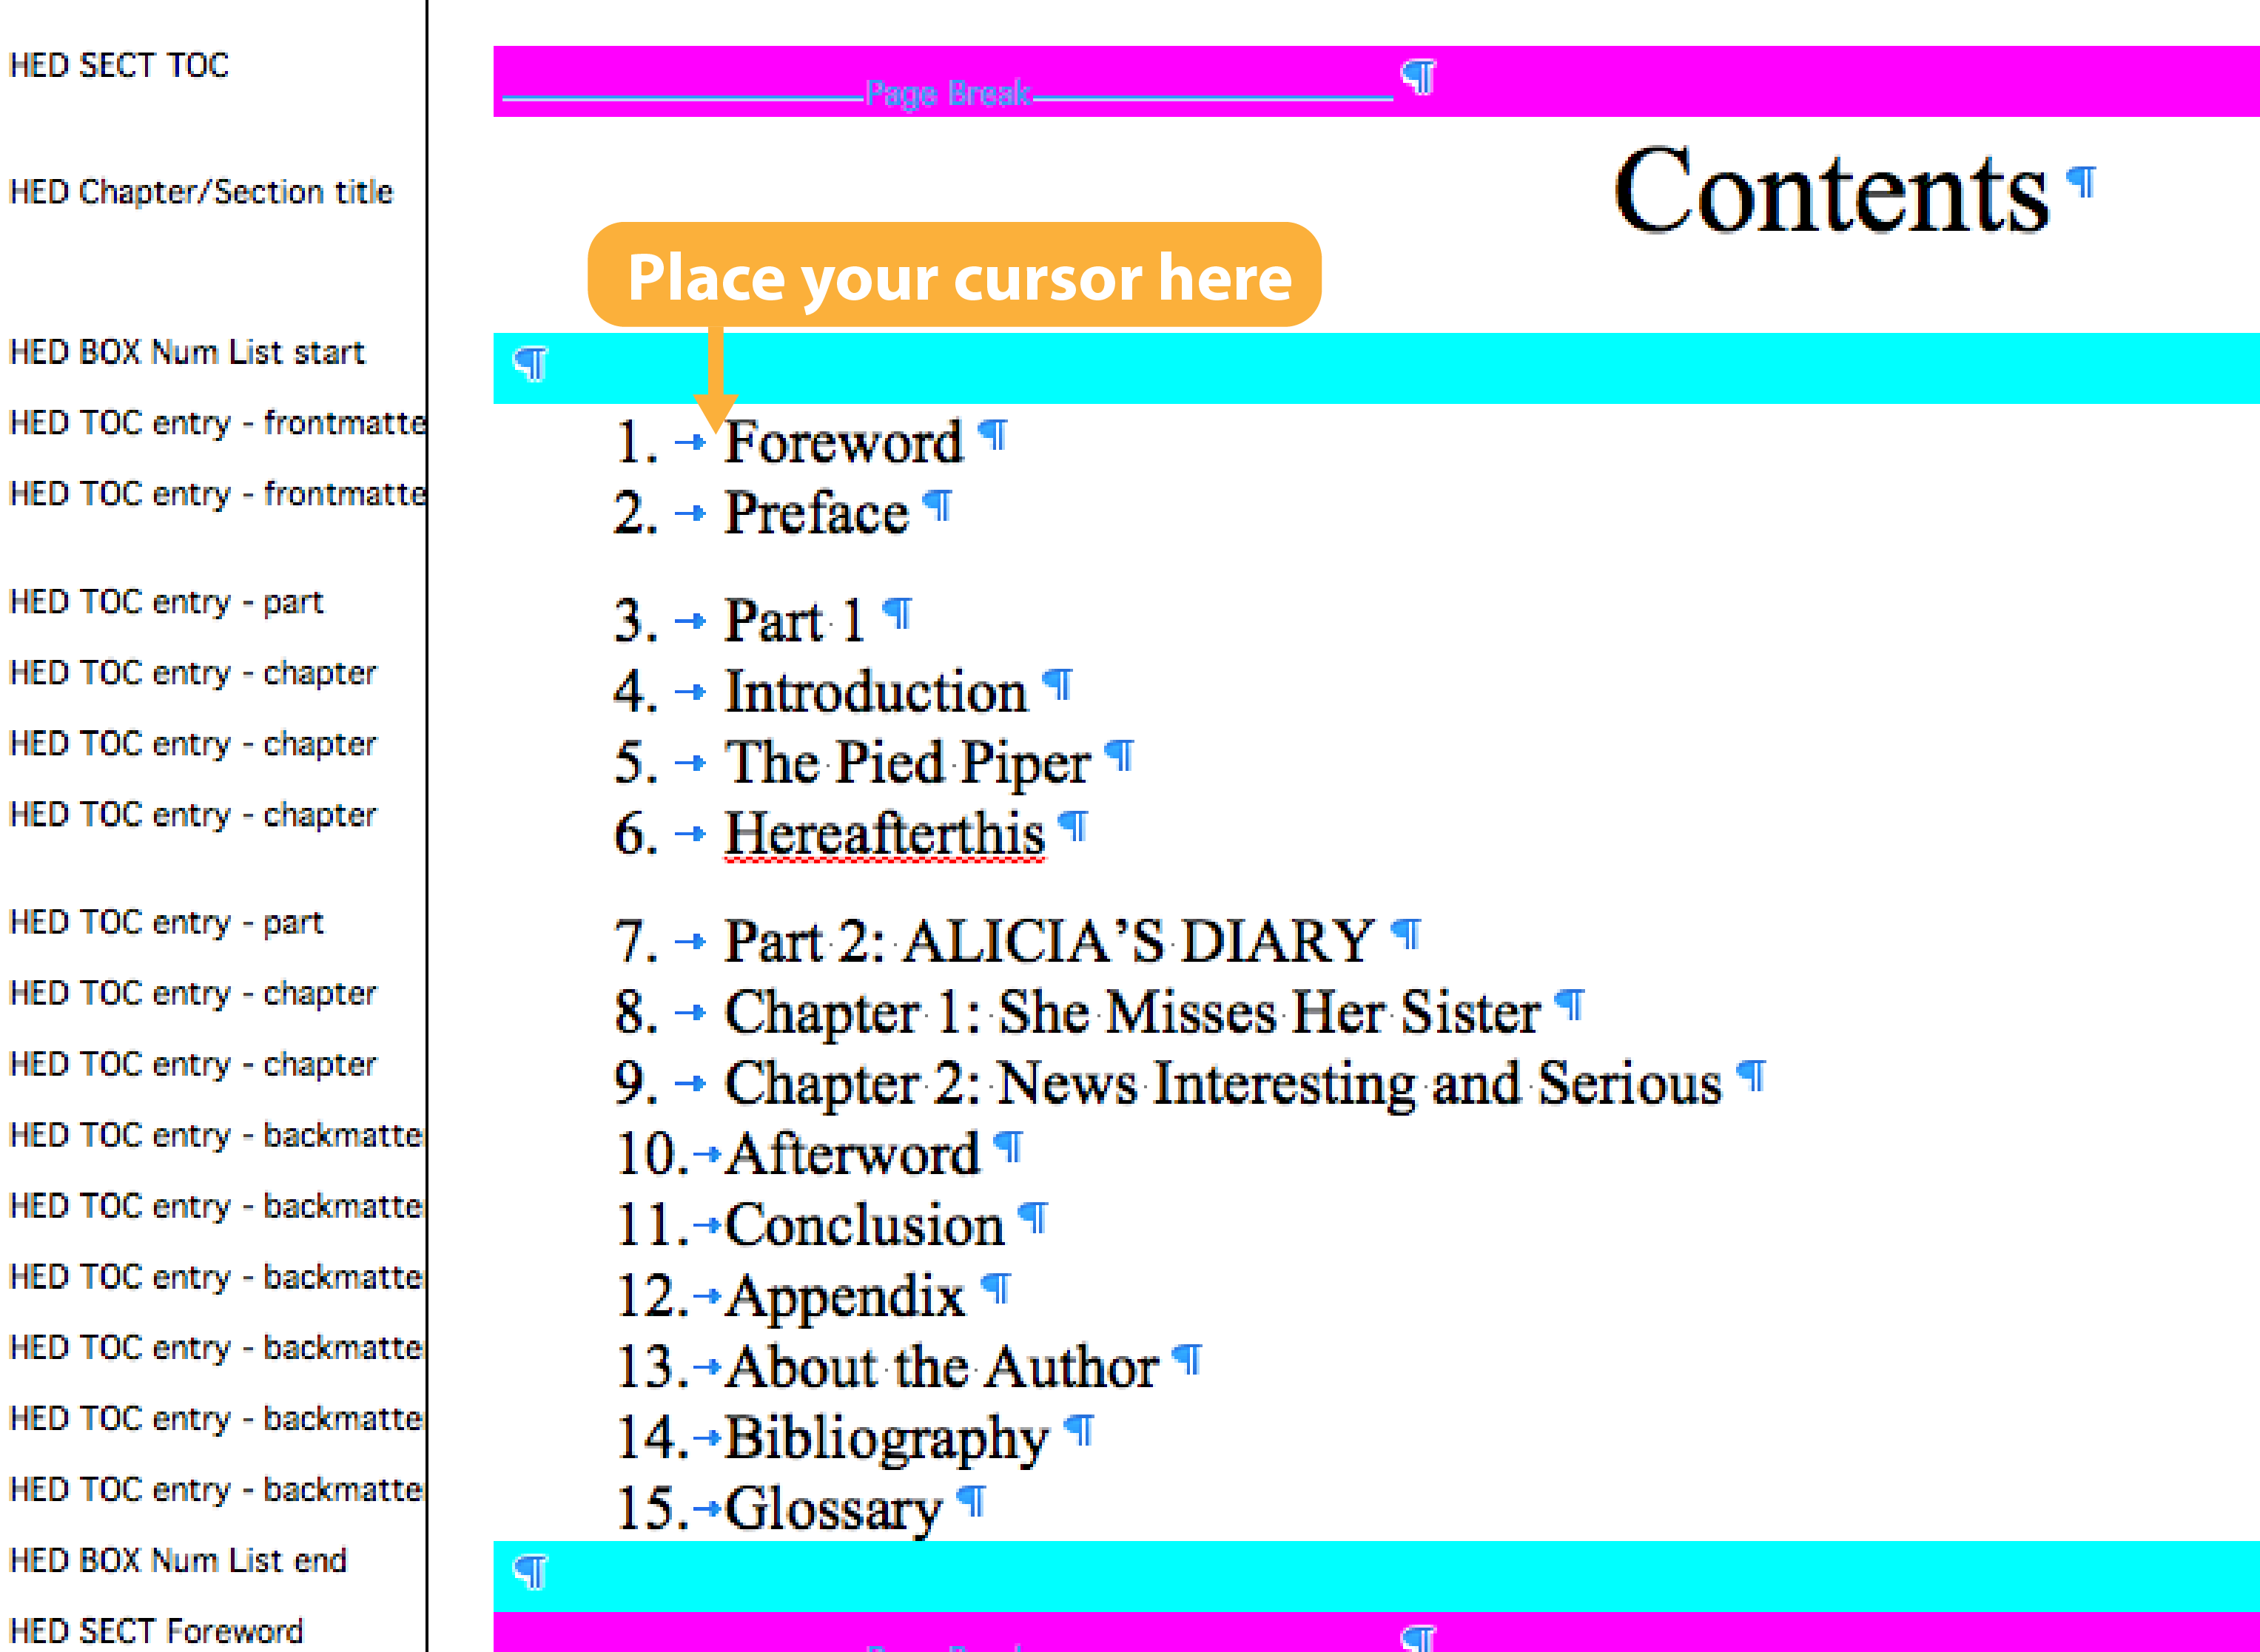 HED SECT TOC
Page Break ¶
HED Chapter/Section title
Contents ¶
Place your cursor here
HED BOX Num List start
¶
HED TOC entry - frontmatte
1. → Foreword ¶
HED TOC entry - frontmatte
2. → Preface ¶
HED TOC entry - part
3. → Part 1 ¶
HED TOC entry - chapter
4. → Introduction ¶
HED TOC entry - chapter
5. → The Pied Piper ¶
HED TOC entry - chapter
6. → Hereafterthis ¶
HED TOC entry - part
7. → Part 2: ALICIA’S DIARY ¶
HED TOC entry - chapter
8. → Chapter 1: She Misses Her Sister ¶
HED TOC entry - chapter
9. → Chapter 2: News Interesting and Serious ¶
HED TOC entry - backmatte
10.→Afterword ¶
HED TOC entry - backmatte
11.→Conclusion ¶
HED TOC entry - backmatte
12.→Appendix ¶
HED TOC entry - backmatte
13.→About the Author ¶
HED TOC entry - backmatte
14.→Bibliography ¶
HED TOC entry - backmatte
15.→Glossary ¶
HED BOX Num List end
¶
HED SECT Foreword
Page Break ¶